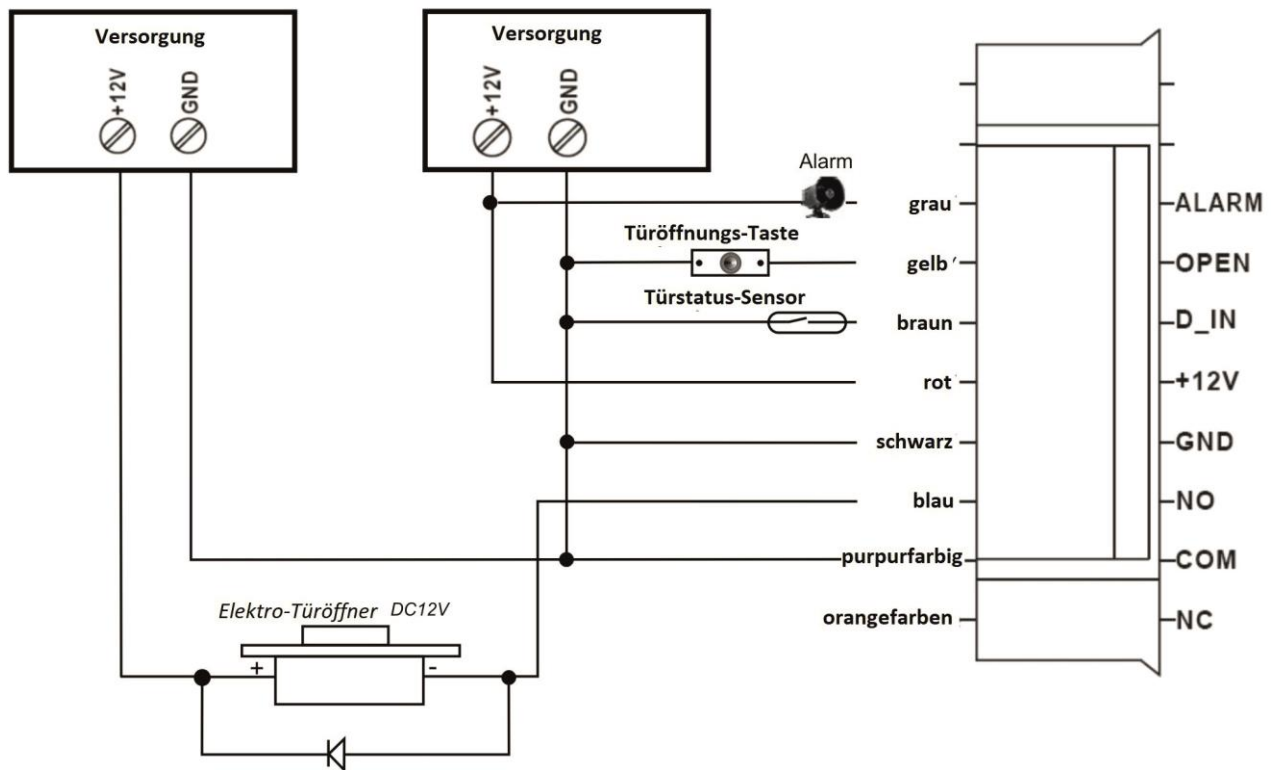 Versorgung
+12V
GND
Versorgung
+12V
GND
Alarm
grau
ALARM
Türöffnungs-Taste
gelb
OPEN
Türstatus-Sensor
braun
D_IN
rot
+12V
schwarz
GND
blau
NO
purpurfarbig
COM
Elektro-Türöffner DC12V
+
-
orangefarben
NC